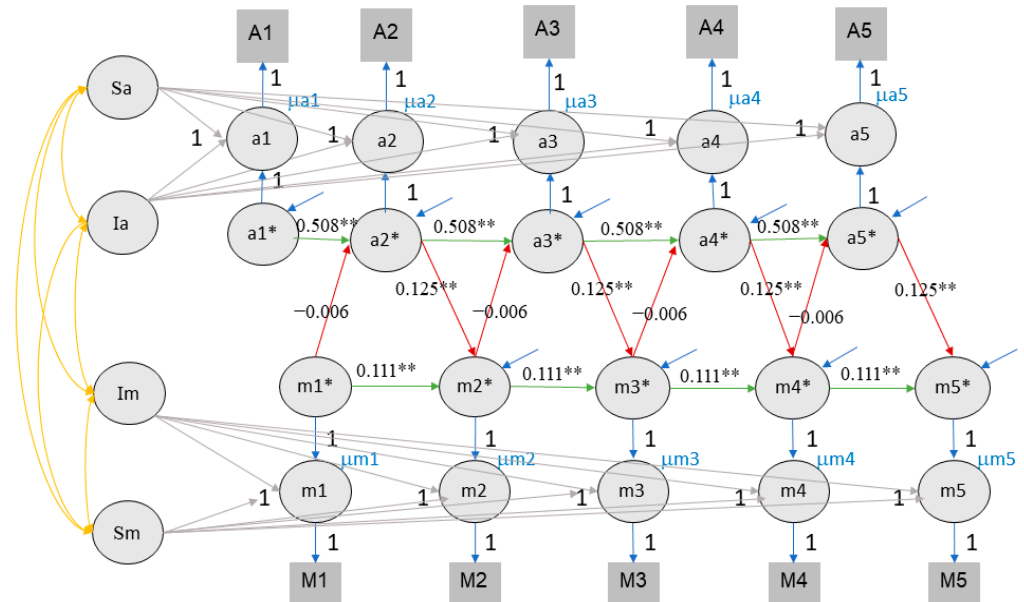 A1 A2 A3 A4 A5
1 1 1 1 1
Sa
μa1 μa2 μa3 μa4 μa5
1 1 1 1 1
a1 a2 a3 a4 a5
1 1 1 1 1
Ia
0.508** 0.508** 0.508** 0.508**
a1* a2* a3* a4* a5*
0.125** 0.125** 0.125** 0.125**
−0.006 −0.006 −0.006 −0.006
0.111** 0.111** 0.111** 0.111**
m1* m2* m3* m4* m5*
Im
1 1 1 1 1
μm1 μm2 μm3 μm4 μm5
m1 m2 m3 m4 m5
1 1 1 1 1
Sm
1 1 1 1 1
M1 M2 M3 M4 M5